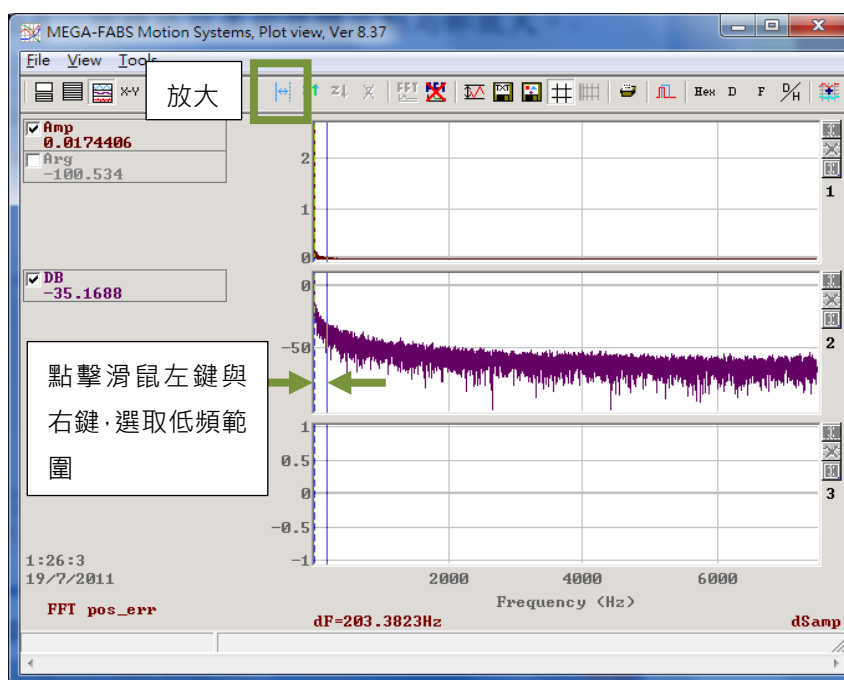 MEGA-FABS Motion Systems, Plot view, Ver 8.37
File View Tools
X-Y
放大
FFT
TXT
Hex D F D/H
Amp
0.0174406
Arg
-100.534
2
1
0
1
DB
-35.1688
0
-50
2
點擊滑鼠左鍵與
右鍵,選取低頻範
圍
1
0.5
0
-0.5
-1
3
1:26:3
19/7/2011
2000 4000 6000
Frequency (Hz)
FFT pos_err
dF=203.3823Hz
dSamp